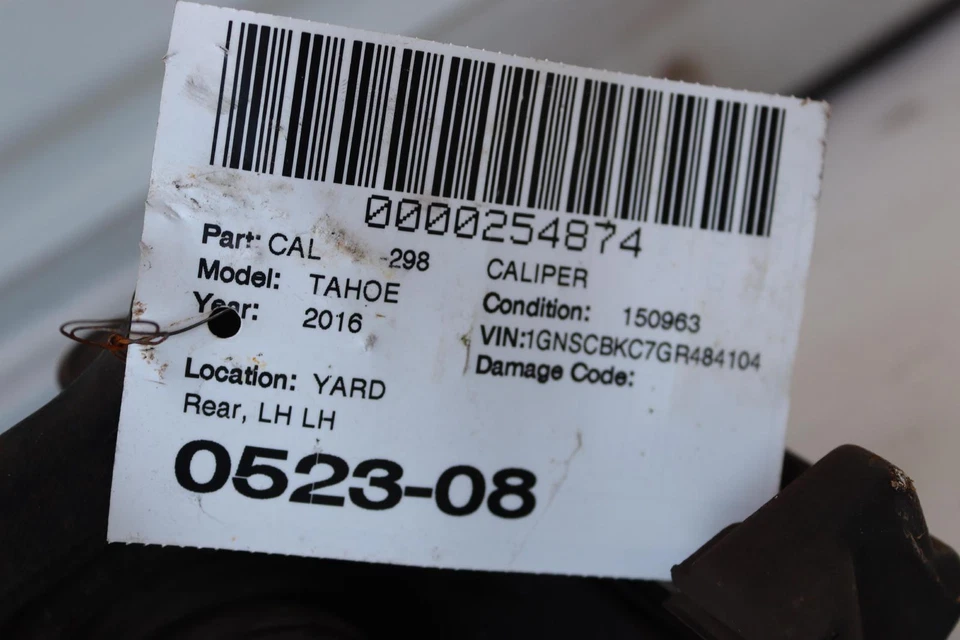 0000254874
Part: CAL -298
CALIPER
Model: TAHOE
Condition: 150963
Year: 2016
VIN:1GNSCBKC7GR484104
Damage Code:
Location: YARD
Rear, LH LH
0523-08